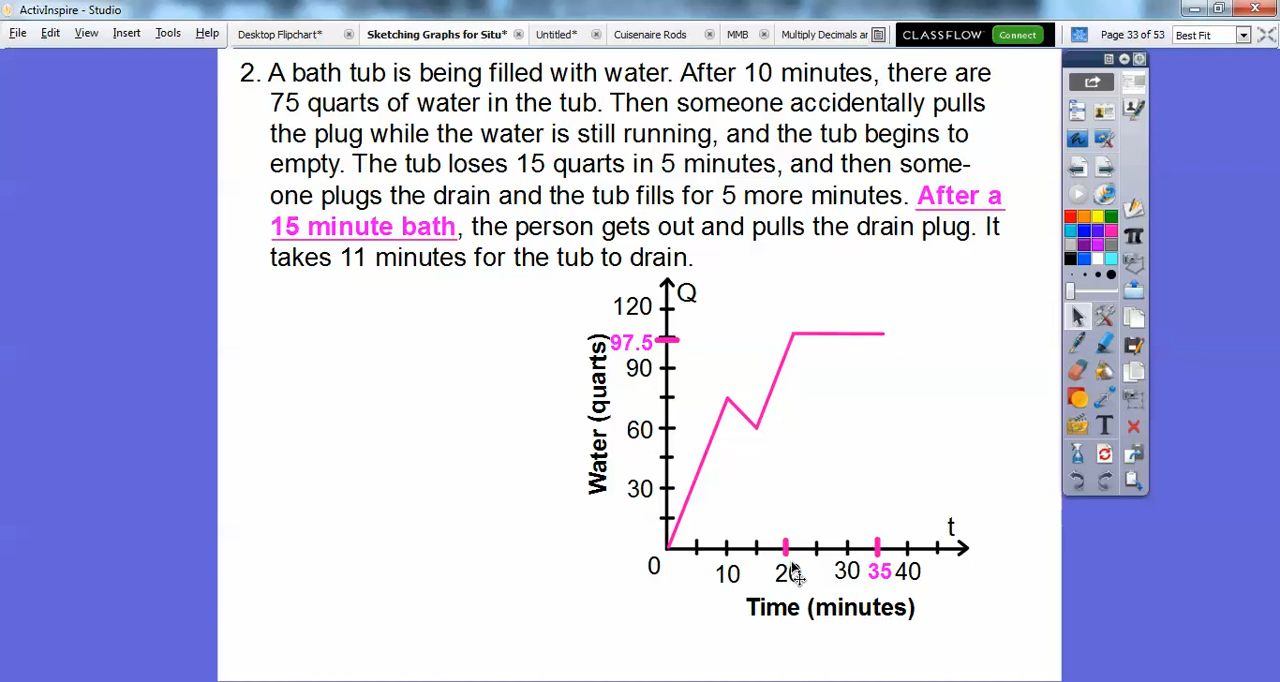 ActivInspire - Studio
File Edit View Insert Tools Help Desktop Flipchart* Sketching Graphs for Situ* Untitled* Cuisenaire Rods MMB Multiply Decimals ar CLASSFLOW Connect Page 33 of 53 Best Fit
2. A bath tub is being filled with water. After 10 minutes, there are
75 quarts of water in the tub. Then someone accidentally pulls
the plug while the water is still running, and the tub begins to
empty. The tub loses 15 quarts in 5 minutes, and then some-
one plugs the drain and the tub fills for 5 more minutes. After a
15 minute bath, the person gets out and pulls the drain plug. It
takes 11 minutes for the tub to drain.
Q
120
97.5
90
60
30
0
Water (quarts)
t
10 20 30 35 40
Time (minutes)